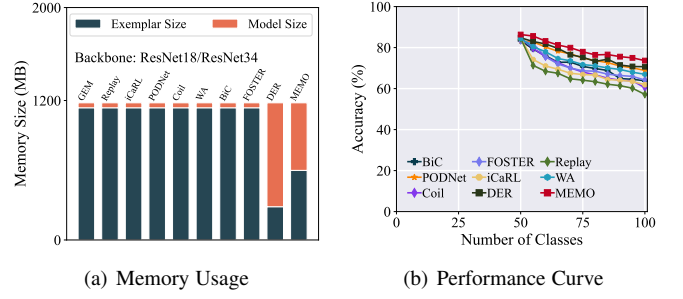 Exemplar Size
Model Size
Backbone: ResNet18/ResNet34
GEM
Replay
iCaRL
PODNet
Coil
WA
BiC
FOSTER
DER
MEMO
2000
1200
0
Memory Size (MB)
(a) Memory Usage
100
80
60
40
20
0
Accuracy (%)
BiC
PODNet
Coil
FOSTER
iCaRL
DER
Replay
WA
MEMO
0
25
50
75
100
Number of Classes
(b) Performance Curve